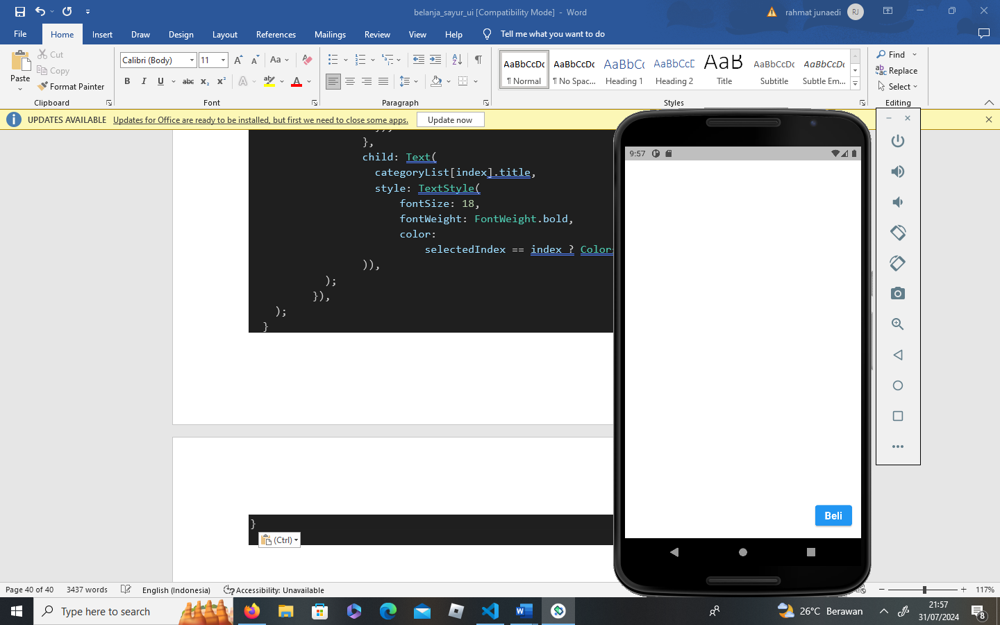 belanja_sayur_ui [Compatibility Mode] - Word
rahmat junaedi
RJ
File Home Insert Draw Design Layout References Mailings Review View Help Tell me what you want to do
Paste
Cut
Copy
Format Painter
Clipboard
Calibri (Body) 11
Font
Paragraph
AaBbCcDc AaBbCcDc AaBbCc AaBbCcD AaB AaBbCcDc AaBbCcDc
¶ Normal ¶ No Spac... Heading 1 Heading 2 Title Subtitle Subtle Em...
Styles
Find
Replace
Select
Editing
UPDATES AVAILABLE Updates for Office are ready to be installed, but first we need to close some apps. Update now
},
child: Text(
categoryList[index].title,
style: TextStyle(
fontSize: 18,
fontWeight: FontWeight.bold,
color:
selectedIndex == index ? Colors
)),
);
}),
);
}
}
(Ctrl)
9:57
Beli
Page 40 of 40 3437 words English (Indonesia) Accessibility: Unavailable 117%
Type here to search
26°C Berawan
21:57
31/07/2024
8